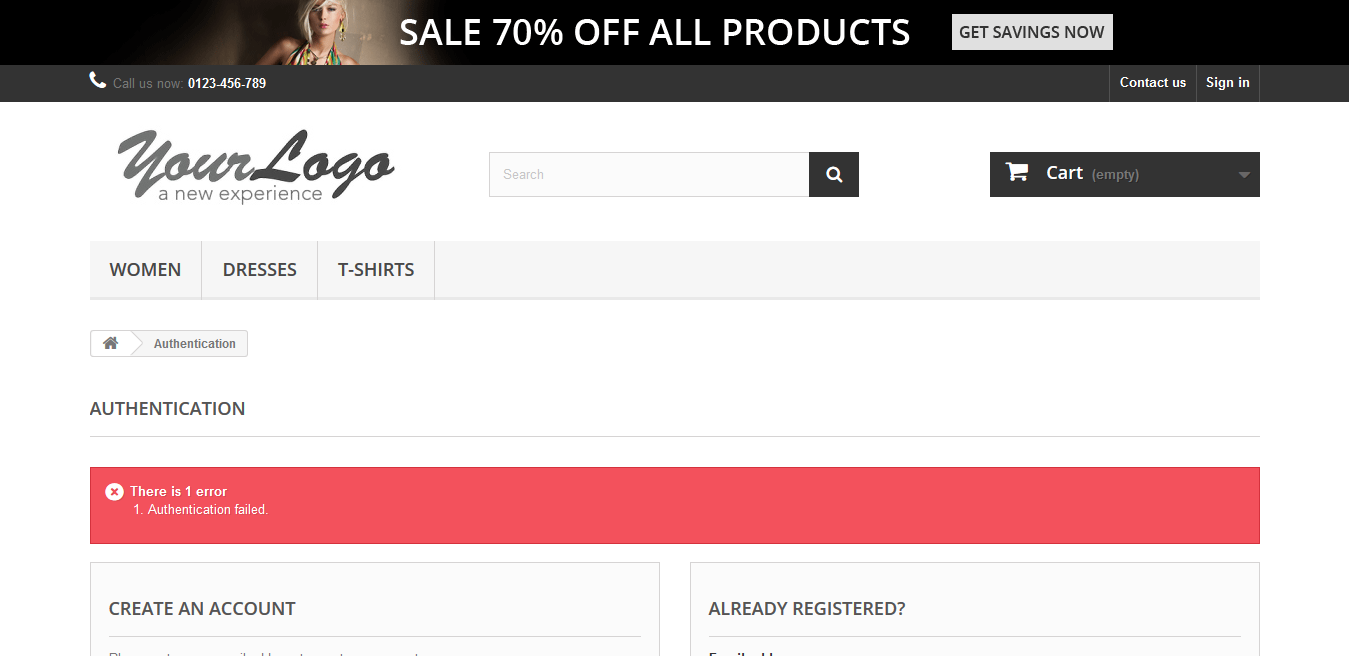 SALE 70% OFF ALL PRODUCTS GET SAVINGS NOW
Call us now: 0123-456-789 Contact us Sign in
YourLogo
a new experience
Search
Cart (empty)
WOMEN DRESSES T-SHIRTS
Authentication
AUTHENTICATION
There is 1 error
1. Authentication failed.
CREATE AN ACCOUNT
ALREADY REGISTERED?